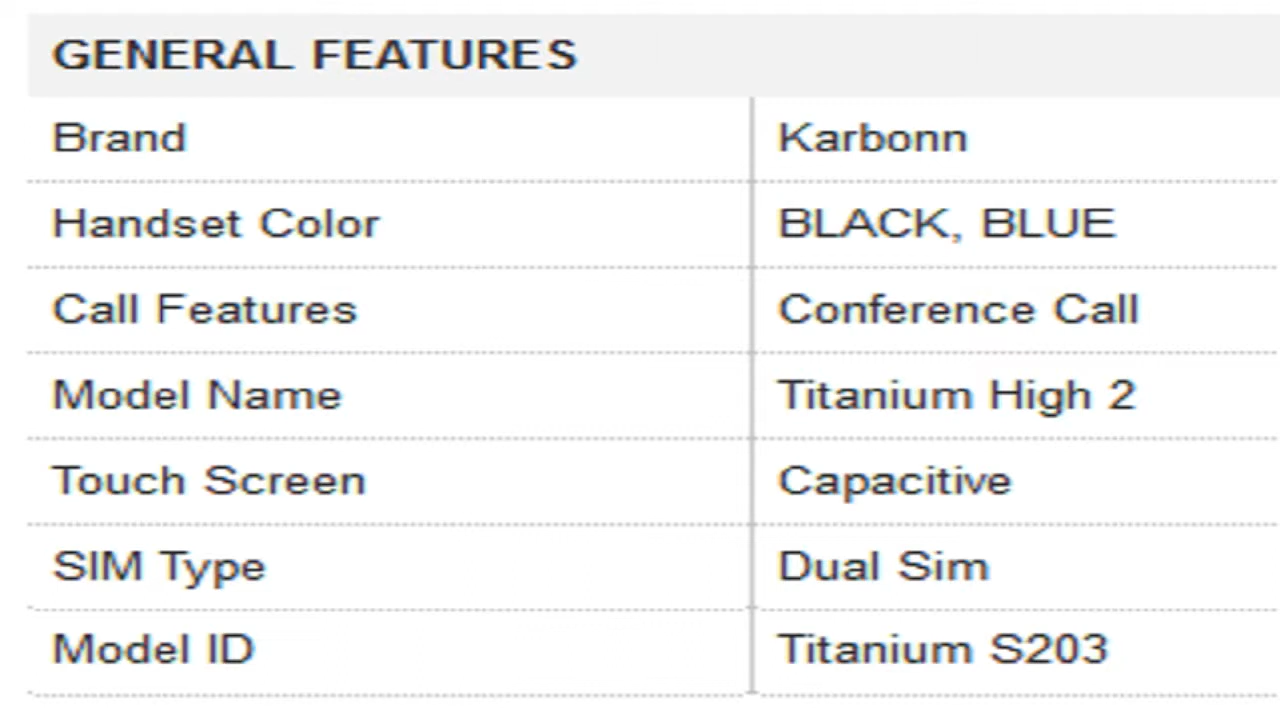 GENERAL FEATURES
Brand Karbonn
Handset Color BLACK, BLUE
Call Features Conference Call
Model Name Titanium High 2
Touch Screen Capacitive
SIM Type Dual Sim
Model ID Titanium S203